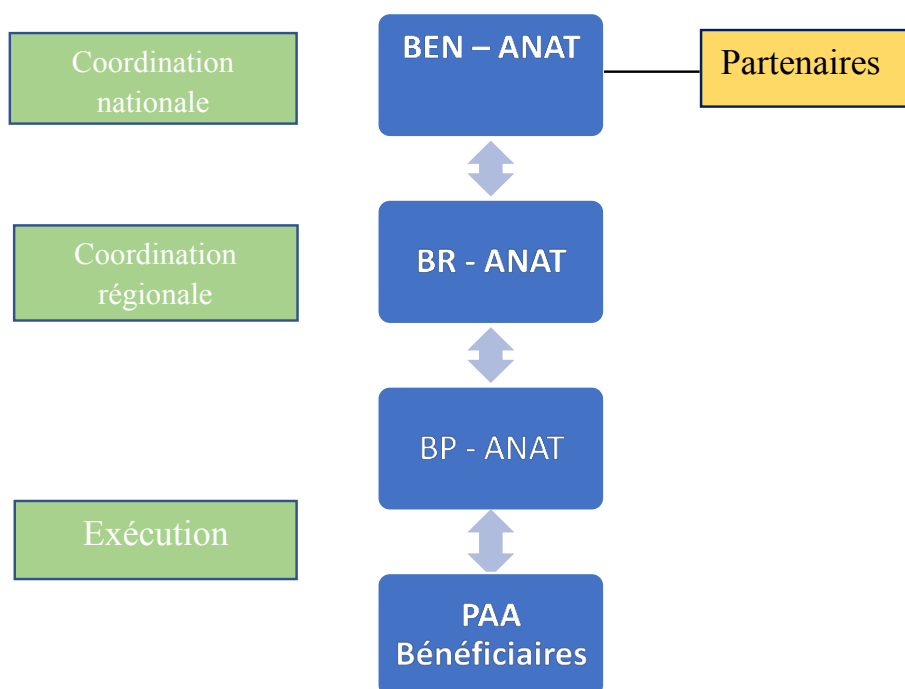 Coordination
nationale
BEN – ANAT
Partenaires
Coordination
régionale
BR - ANAT
BP - ANAT
Exécution
PAA
Bénéficiaires